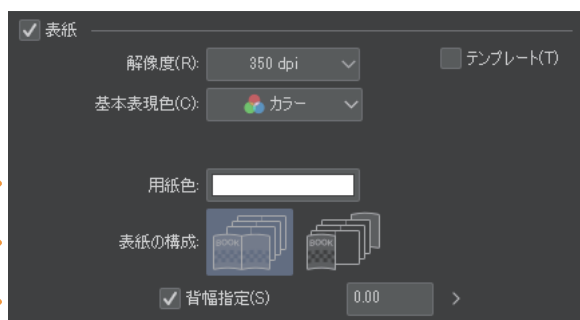 表紙
解像度(R): 350 dpi テンプレート(T)
基本表現色(C): カラー
用紙色:
表紙の構成: BOOK BOOK
背幅指定(S) 0.00